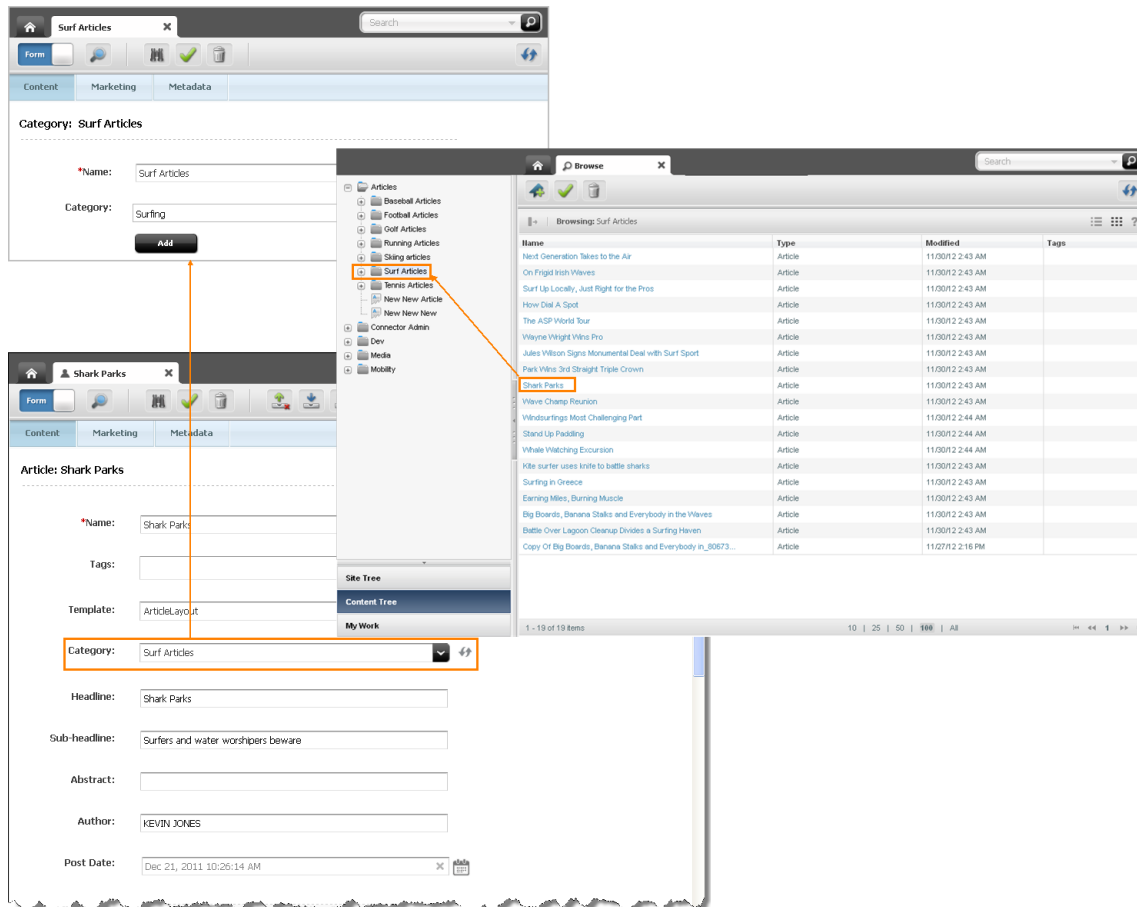 Surf Articles
Search
Form
Content Marketing Metadata
Category: Surf Articles
*Name: Surf Articles
Category: Surfing
Add
Browse
Search
Articles
Baseball Articles
Football Articles
Golf Articles
Running Articles
Skiing articles
Surf Articles
Tennis Articles
New New Article
New New New
Connector Admin
Dev
Media
Mobility
Site Tree
Content Tree
My Work
Browsing: Surf Articles
?
Name Type Modified Tags
Next Generation Takes to the Air Article 11/30/12 2:43 AM
On Frigid Irish Waves Article 11/30/12 2:43 AM
Surf Up Locally, Just Right for the Pros Article 11/30/12 2:43 AM
How Dial A Spot Article 11/30/12 2:43 AM
The ASP World Tour Article 11/30/12 2:43 AM
Wayne Wright Wins Pro Article 11/30/12 2:43 AM
Jules Wilson Signs Monumental Deal with Surf Sport Article 11/30/12 2:43 AM
Park Wins 3rd Straight Triple Crown Article 11/30/12 2:43 AM
Shark Parks Article 11/30/12 2:43 AM
Wave Champ Reunion Article 11/30/12 2:43 AM
Windsurfings Most Challenging Part Article 11/30/12 2:44 AM
Stand Up Paddling Article 11/30/12 2:44 AM
Whale Watching Excursion Article 11/30/12 2:44 AM
Kite surfer uses knife to battle sharks Article 11/30/12 2:43 AM
Surfing in Greece Article 11/30/12 2:43 AM
Earning Miles, Burning Muscle Article 11/30/12 2:43 AM
Big Boards, Banana Stalks and Everybody in the Waves Article 11/30/12 2:43 AM
Battle Over Lagoon Cleanup Divides a Surfing Haven Article 11/30/12 2:43 AM
Copy Of Big Boards, Banana Stalks and Everybody in_80673... Article 11/27/12 2:16 PM
1 - 19 of 19 items 10 | 25 | 50 | 100 | All 1
Shark Parks
Form
Content Marketing Metadata
Article: Shark Parks
*Name: Shark Parks
Tags:
Template: ArticleLayout
Category: Surf Articles
Headline: Shark Parks
Sub-headline: Surfers and water worshipers beware
Abstract:
Author: KEVIN JONES
Post Date: Dec 21, 2011 10:26:14 AM